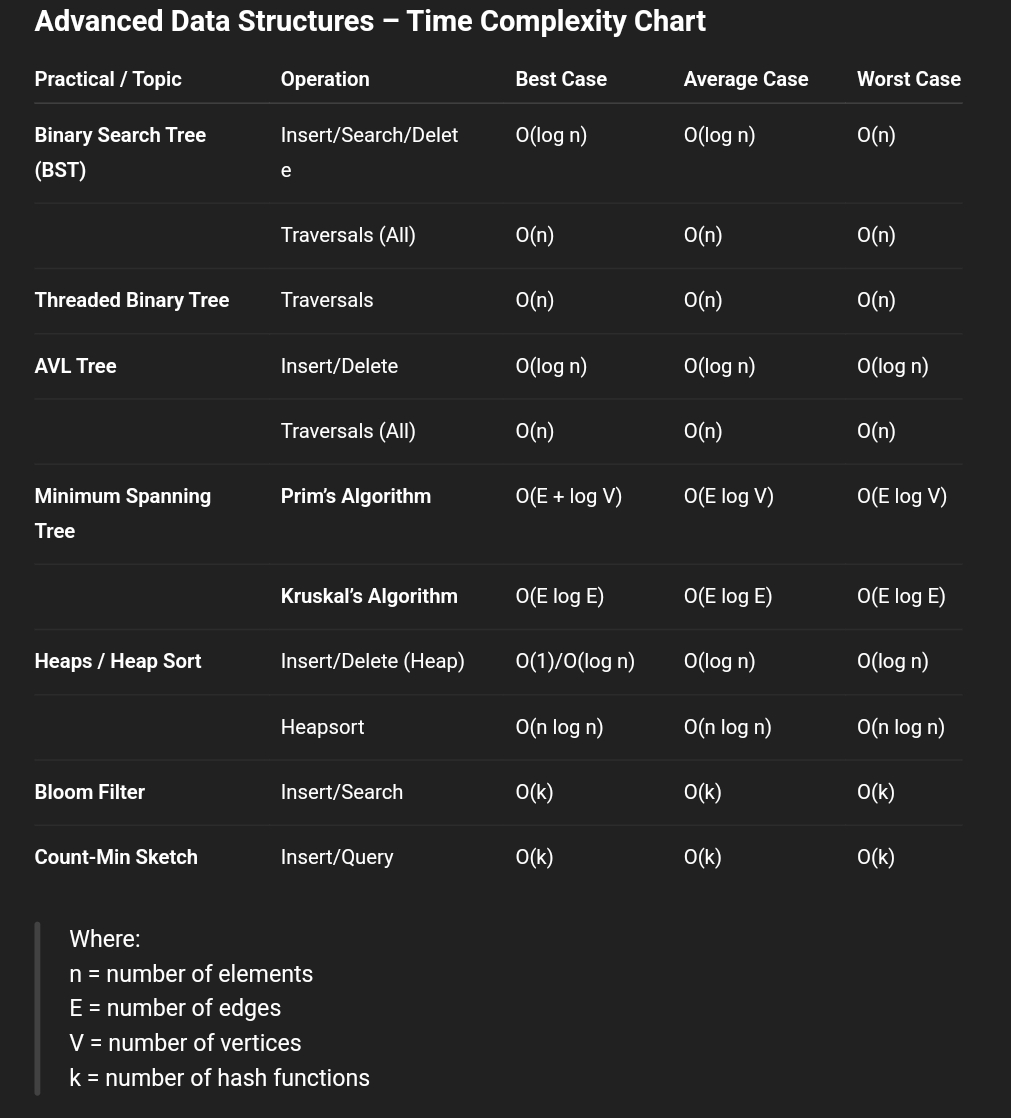 Advanced Data Structures – Time Complexity Chart
Practical / Topic Operation Best Case Average Case Worst Case
Binary Search Tree Insert/Search/Delet O(log n) O(log n) O(n)
(BST) e
Traversals (All) O(n) O(n) O(n)
Threaded Binary Tree Traversals O(n) O(n) O(n)
AVL Tree Insert/Delete O(log n) O(log n) O(log n)
Traversals (All) O(n) O(n) O(n)
Minimum Spanning Prim’s Algorithm O(E + log V) O(E log V) O(E log V)
Tree
Kruskal’s Algorithm O(E log E) O(E log E) O(E log E)
Heaps / Heap Sort Insert/Delete (Heap) O(1)/O(log n) O(log n) O(log n)
Heapsort O(n log n) O(n log n) O(n log n)
Bloom Filter Insert/Search O(k) O(k) O(k)
Count-Min Sketch Insert/Query O(k) O(k) O(k)
Where:
n = number of elements
E = number of edges
V = number of vertices
k = number of hash functions